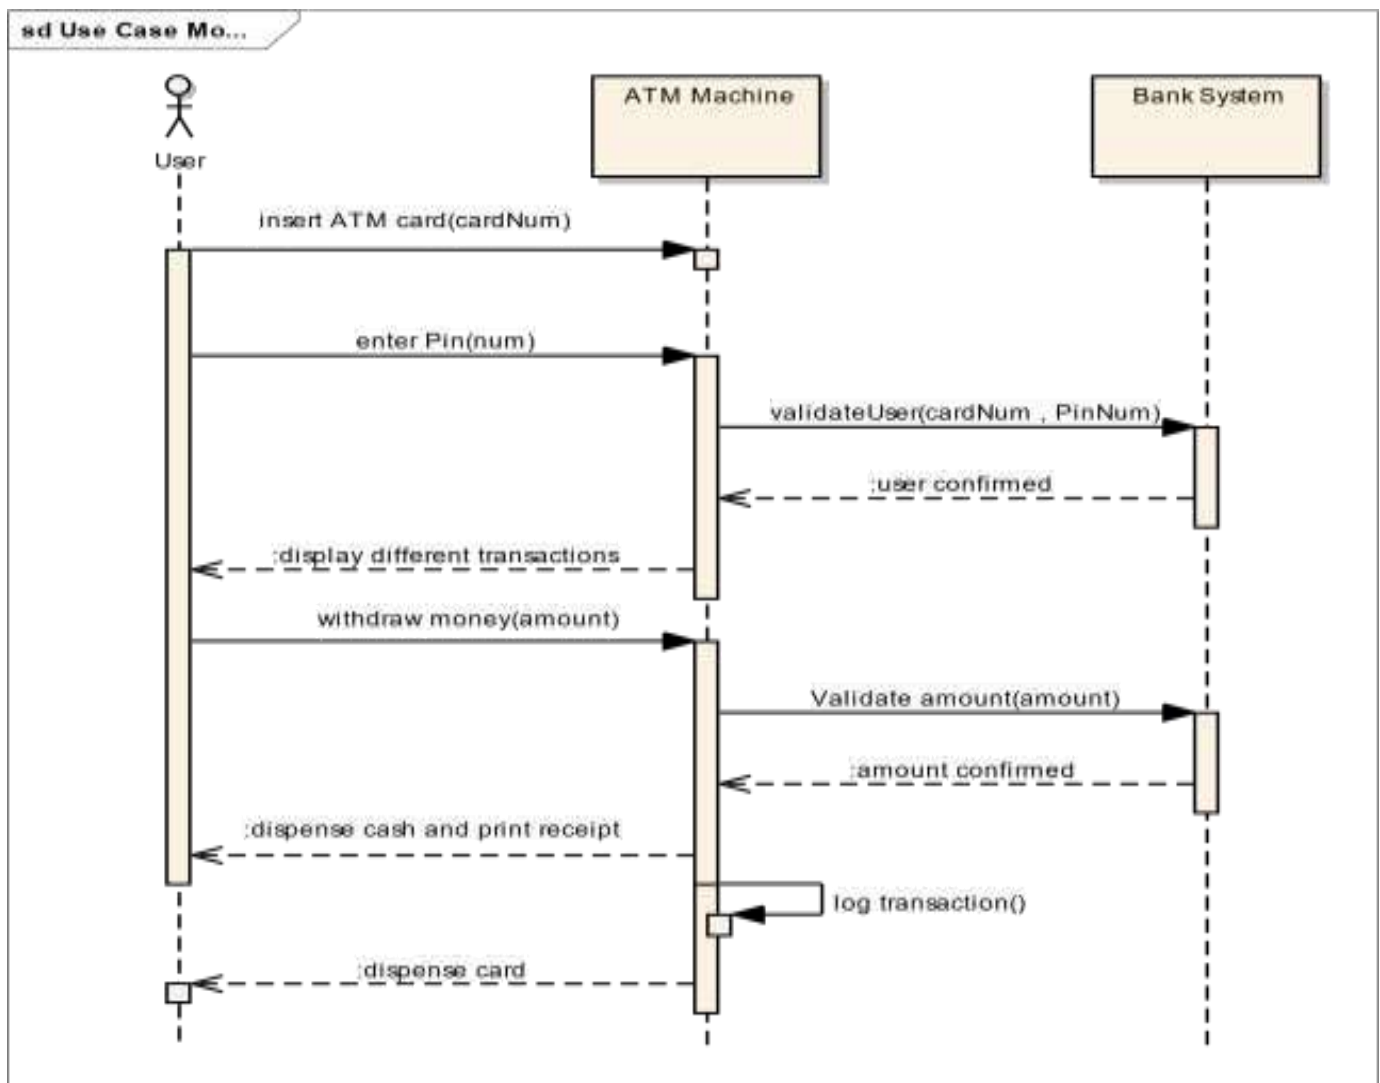 sd Use Case Mo...
User
ATM Machine
Bank System
insert ATM card(cardNum)
enter Pin(num)
validateUser(cardNum , PinNum)
:user confirmed
:display different transactions
withdraw money(amount)
Validate amount(amount)
:amount confirmed
:dispense cash and print receipt
log transaction()
:dispense card